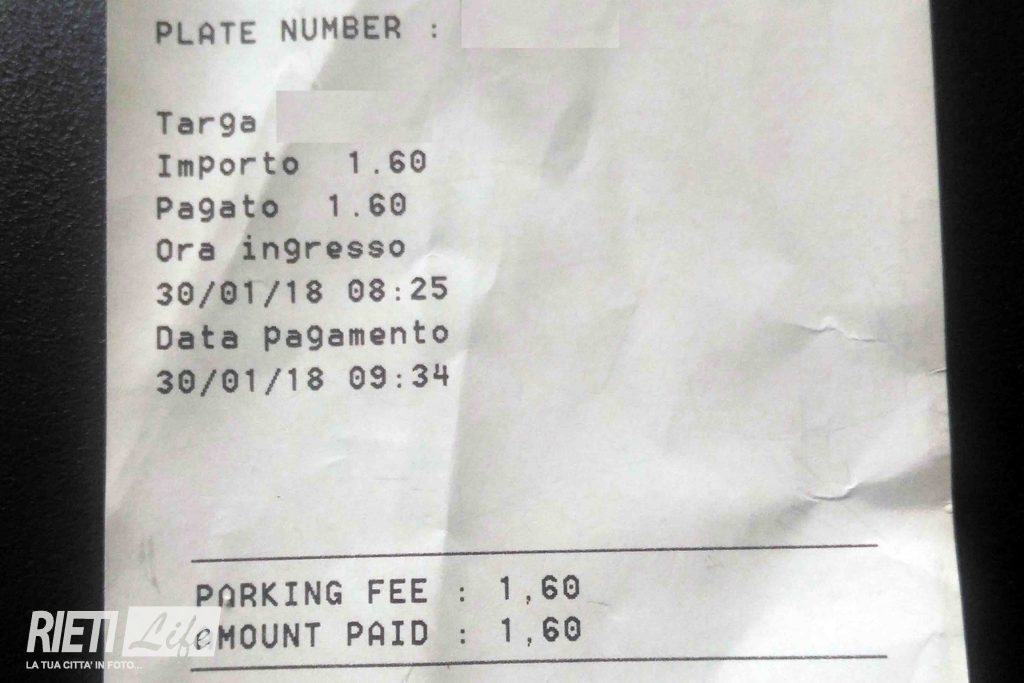 PLATE NUMBER :
Targa
Importo 1.60
Pagato 1.60
Ora ingresso
30/01/18 08:25
Data pagamento
30/01/18 09:34
PARKING FEE : 1,60
AMOUNT PAID : 1,60
RIETI Life
LA TUA CITTA' IN FOTO...